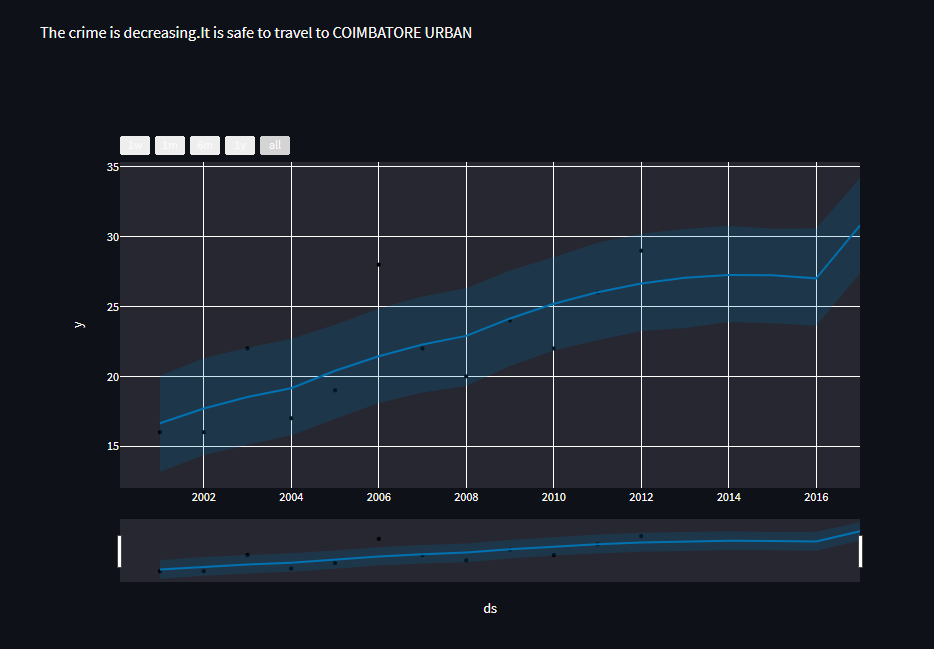 The crime is decreasing.It is safe to travel to COIMBATORE URBAN
1w 1m 6m 1y all
35
30
25
20
15
y
2002 2004 2006 2008 2010 2012 2014 2016
ds